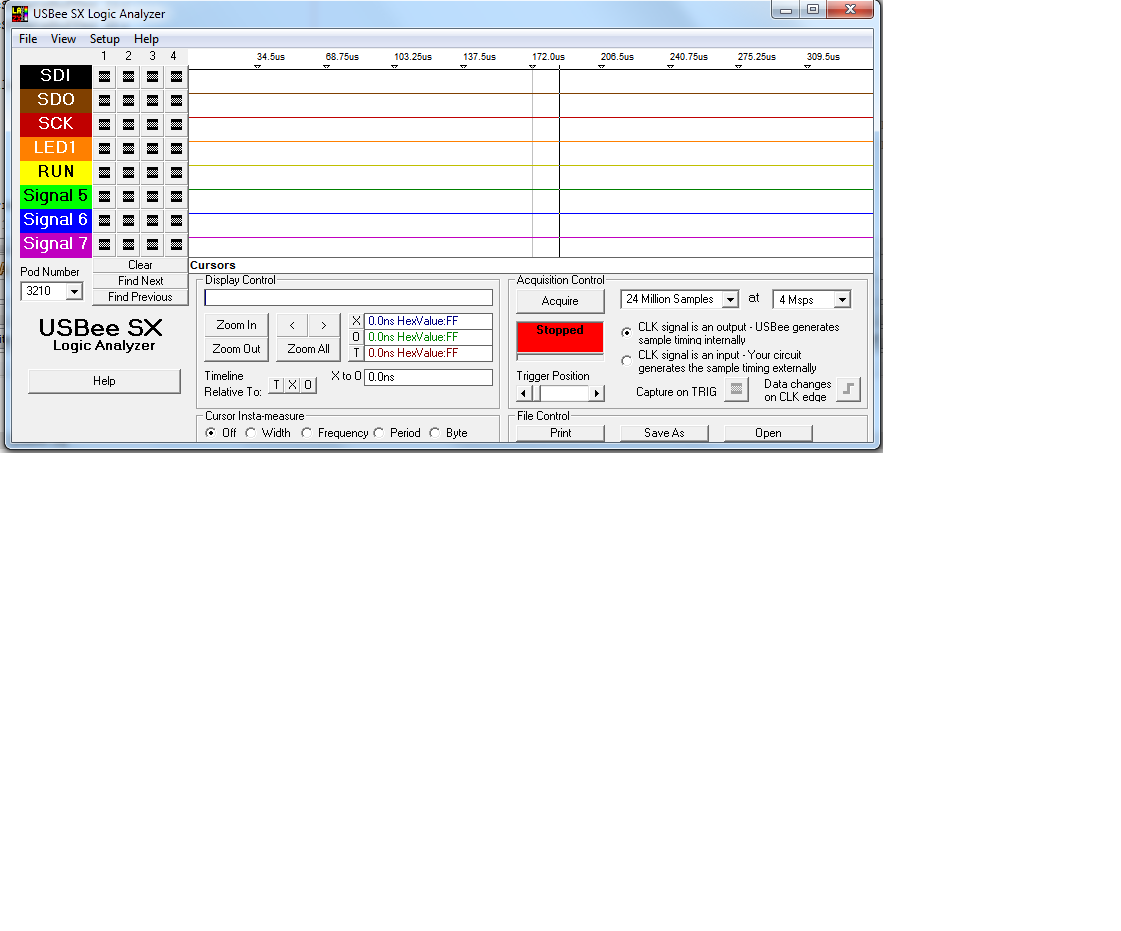 USBee SX Logic Analyzer
File View Setup Help
1 2 3 4
34.5us 68.75us 103.25us 137.5us 172.0us 206.5us 240.75us 275.25us 309.5us
SDI
SDO
SCK
LED1
RUN
Signal 5
Signal 6
Signal 7
Clear
Find Next
Find Previous
Pod Number
3210
USBee SX
Logic Analyzer
Help
Cursors
Display Control
Zoom In < >
Zoom Out Zoom All
X 0.0ns HexValue:FF
O 0.0ns HexValue:FF
T 0.0ns HexValue:FF
Timeline
Relative To: T X O
X to O 0.0ns
Cursor Insta-measure
Off Width Frequency Period Byte
Acquisition Control
Acquire
24 Million Samples at 4 Msps
Stopped
CLK signal is an output - USBee generates
sample timing internally
CLK signal is an input - Your circuit
generates the sample timing externally
Trigger Position
Capture on TRIG
Data changes
on CLK edge
File Control
Print Save As Open